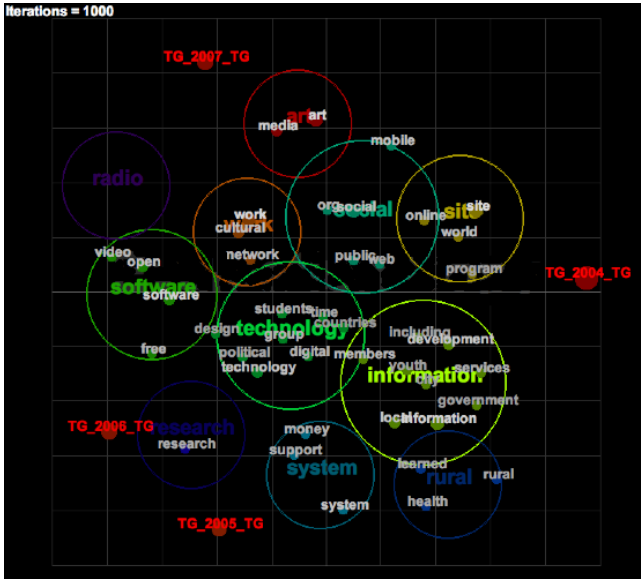 Iterations = 1000
TG_2007_TG
art
art
media
mobile
radio
org
social
social
site
site
work
work
cultural
online
world
network
public
web
program
video
open
TG_2004_TG
software
software
students
time
countries
design
technology
group
including
development
free
political
digital
members
technology
youth
information
services
government
local
information
TG_2006_TG
research
research
money
support
learned
system
rural
rural
system
health
TG_2005_TG